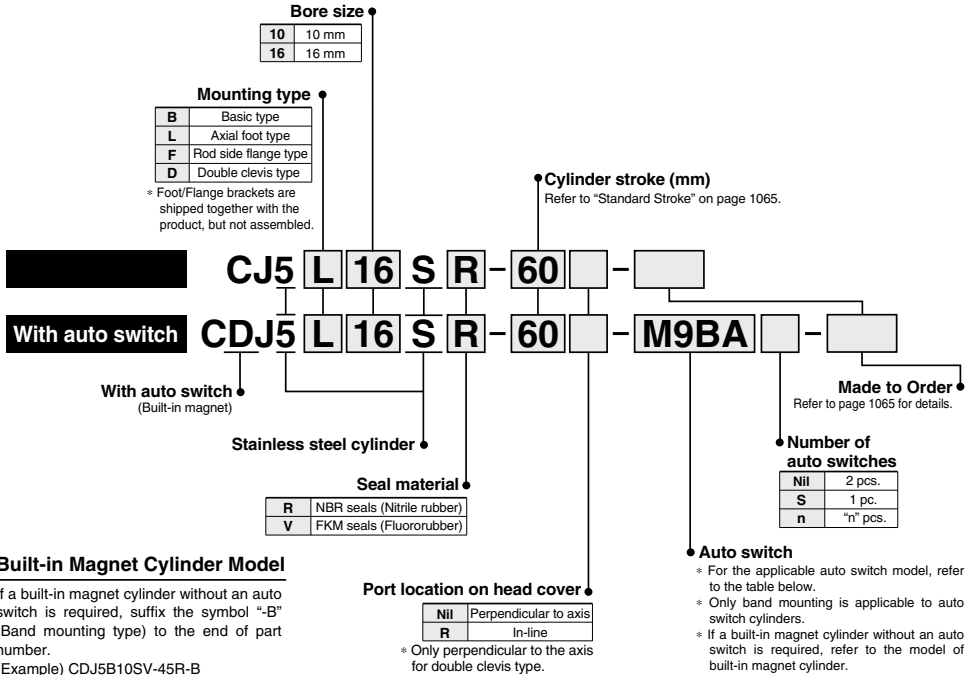 Bore size
10 10 mm
16 16 mm
Mounting type
B Basic type
L Axial foot type
F Rod side flange type
D Double clevis type
* Foot/Flange brackets are
shipped together with the
product, but not assembled.
Cylinder stroke (mm)
Refer to “Standard Stroke” on page 1065.
CJ5 L 16 S R – 60 –
With auto switch CDJ5 L 16 S R – 60 – M9BA –
With auto switch
(Built-in magnet)
Stainless steel cylinder
Seal material
R NBR seals (Nitrile rubber)
V FKM seals (Fluororubber)
Made to Order
Refer to page 1065 for details.
Number of
auto switches
Nil 2 pcs.
S 1 pc.
n “n” pcs.
Auto switch
* For the applicable auto switch model, refer
to the table below.
* Only band mounting is applicable to auto
switch cylinders.
* If a built-in magnet cylinder without an auto
switch is required, refer to the model of
built-in magnet cylinder.
Port location on head cover
Nil Perpendicular to axis
R In-line
* Only perpendicular to the axis
for double clevis type.
Built-in Magnet Cylinder Model
If a built-in magnet cylinder without an auto
switch is required, suffix the symbol “-B”
(Band mounting type) to the end of part
number.
(Example) CDJ5B10SV-45R-B